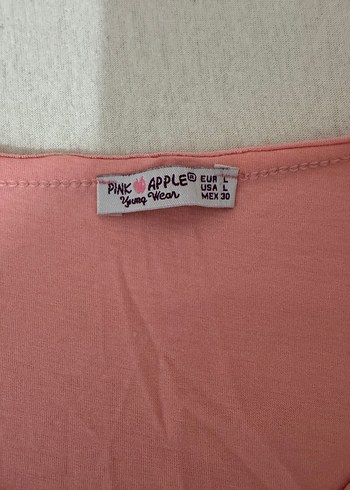 PINK APPLE®
Young Wear
EUR L
USA L
MEX 30